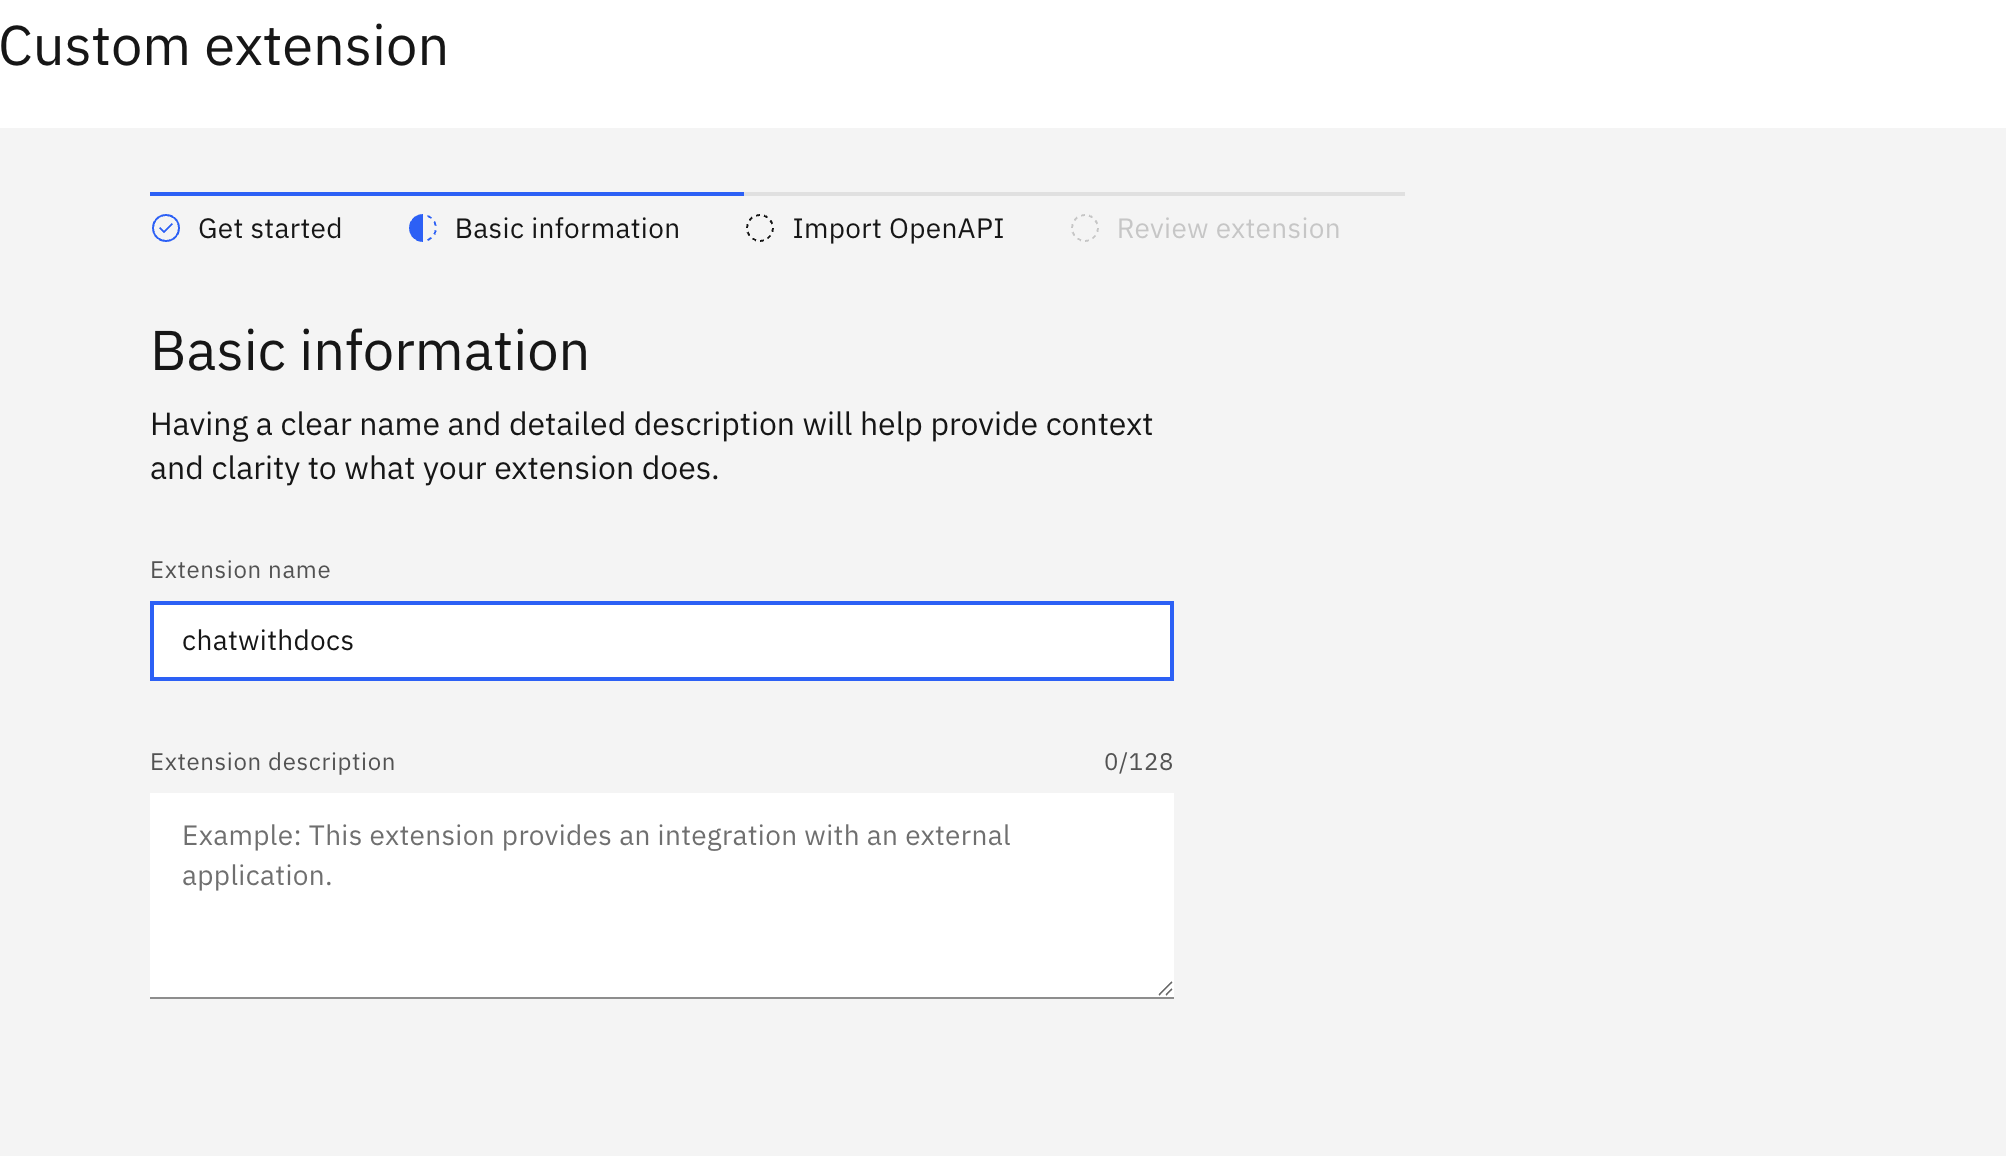 Custom extension
Get started
Basic information
Import OpenAPI
Review extension
Basic information
Having a clear name and detailed description will help provide context
and clarity to what your extension does.
Extension name
chatwithdocs
Extension description
0/128
Example: This extension provides an integration with an external
application.